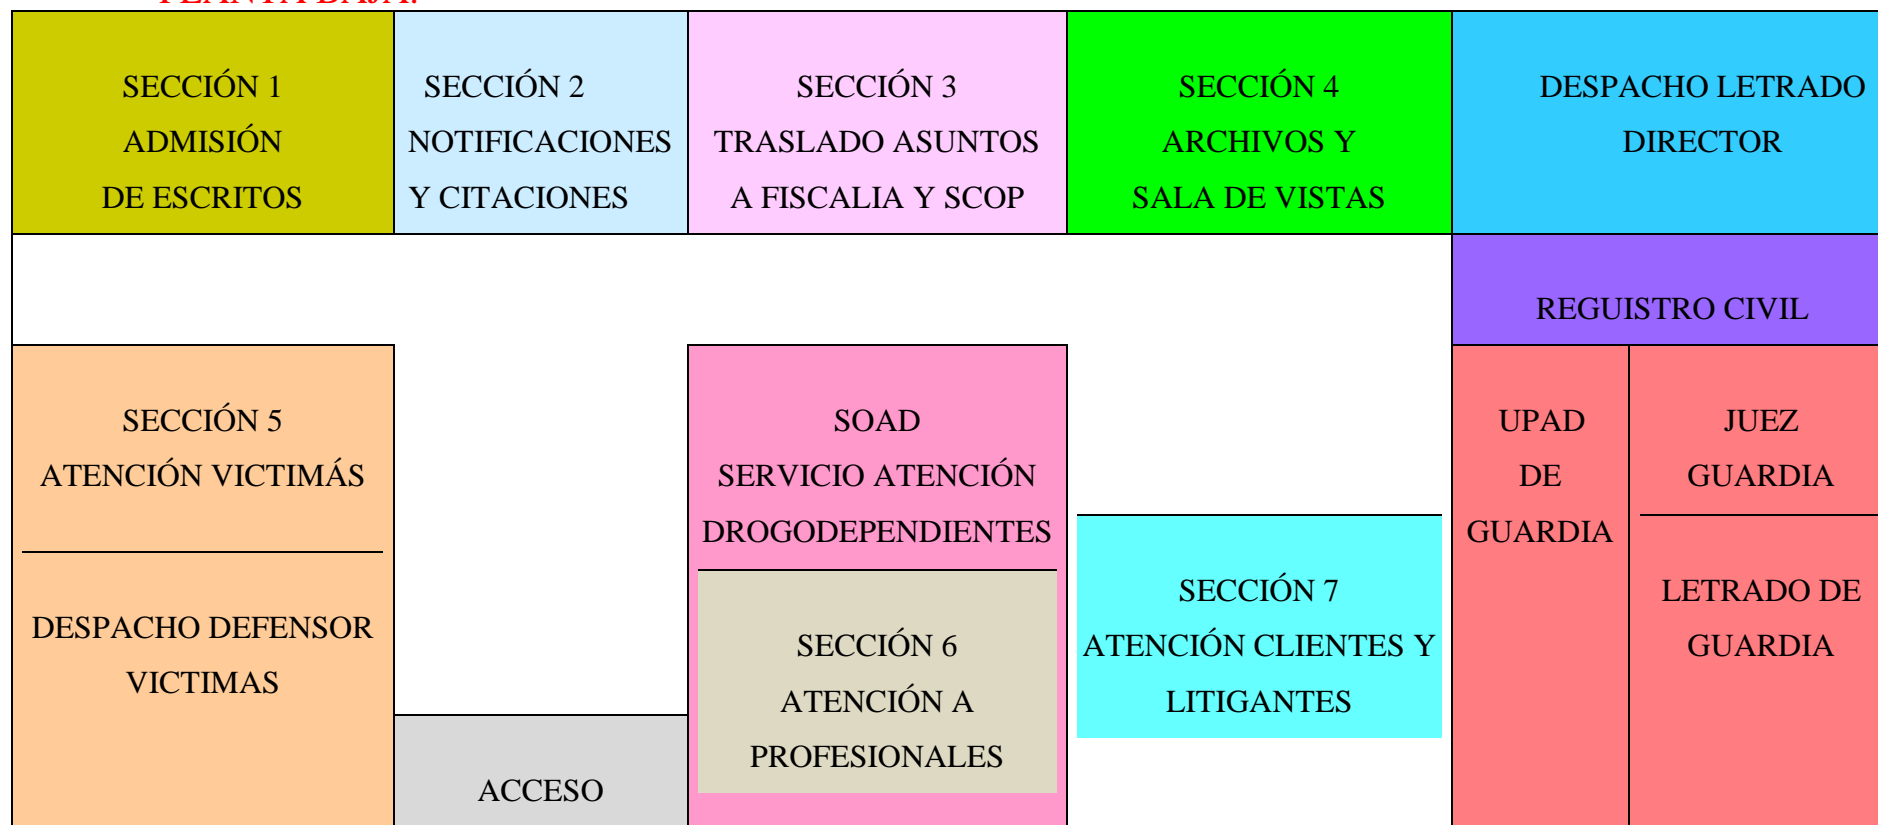 PLANTA BAJA:
SECCIÓN 1
ADMISIÓN
DE ESCRITOS
SECCIÓN 2
NOTIFICACIONES
Y CITACIONES
SECCIÓN 3
TRASLADO ASUNTOS
A FISCALIA Y SCOP
SECCIÓN 4
ARCHIVOS Y
SALA DE VISTAS
DESPACHO LETRADO
DIRECTOR
REGUISTRO CIVIL
SECCIÓN 5
ATENCIÓN VICTIMÁS
DESPACHO DEFENSOR
VICTIMAS
ACCESO
SOAD
SERVICIO ATENCIÓN
DROGODEPENDIENTES
SECCIÓN 6
ATENCIÓN A
PROFESIONALES
SECCIÓN 7
ATENCIÓN CLIENTES Y
LITIGANTES
UPAD
DE
GUARDIA
JUEZ
GUARDIA
LETRADO DE
GUARDIA